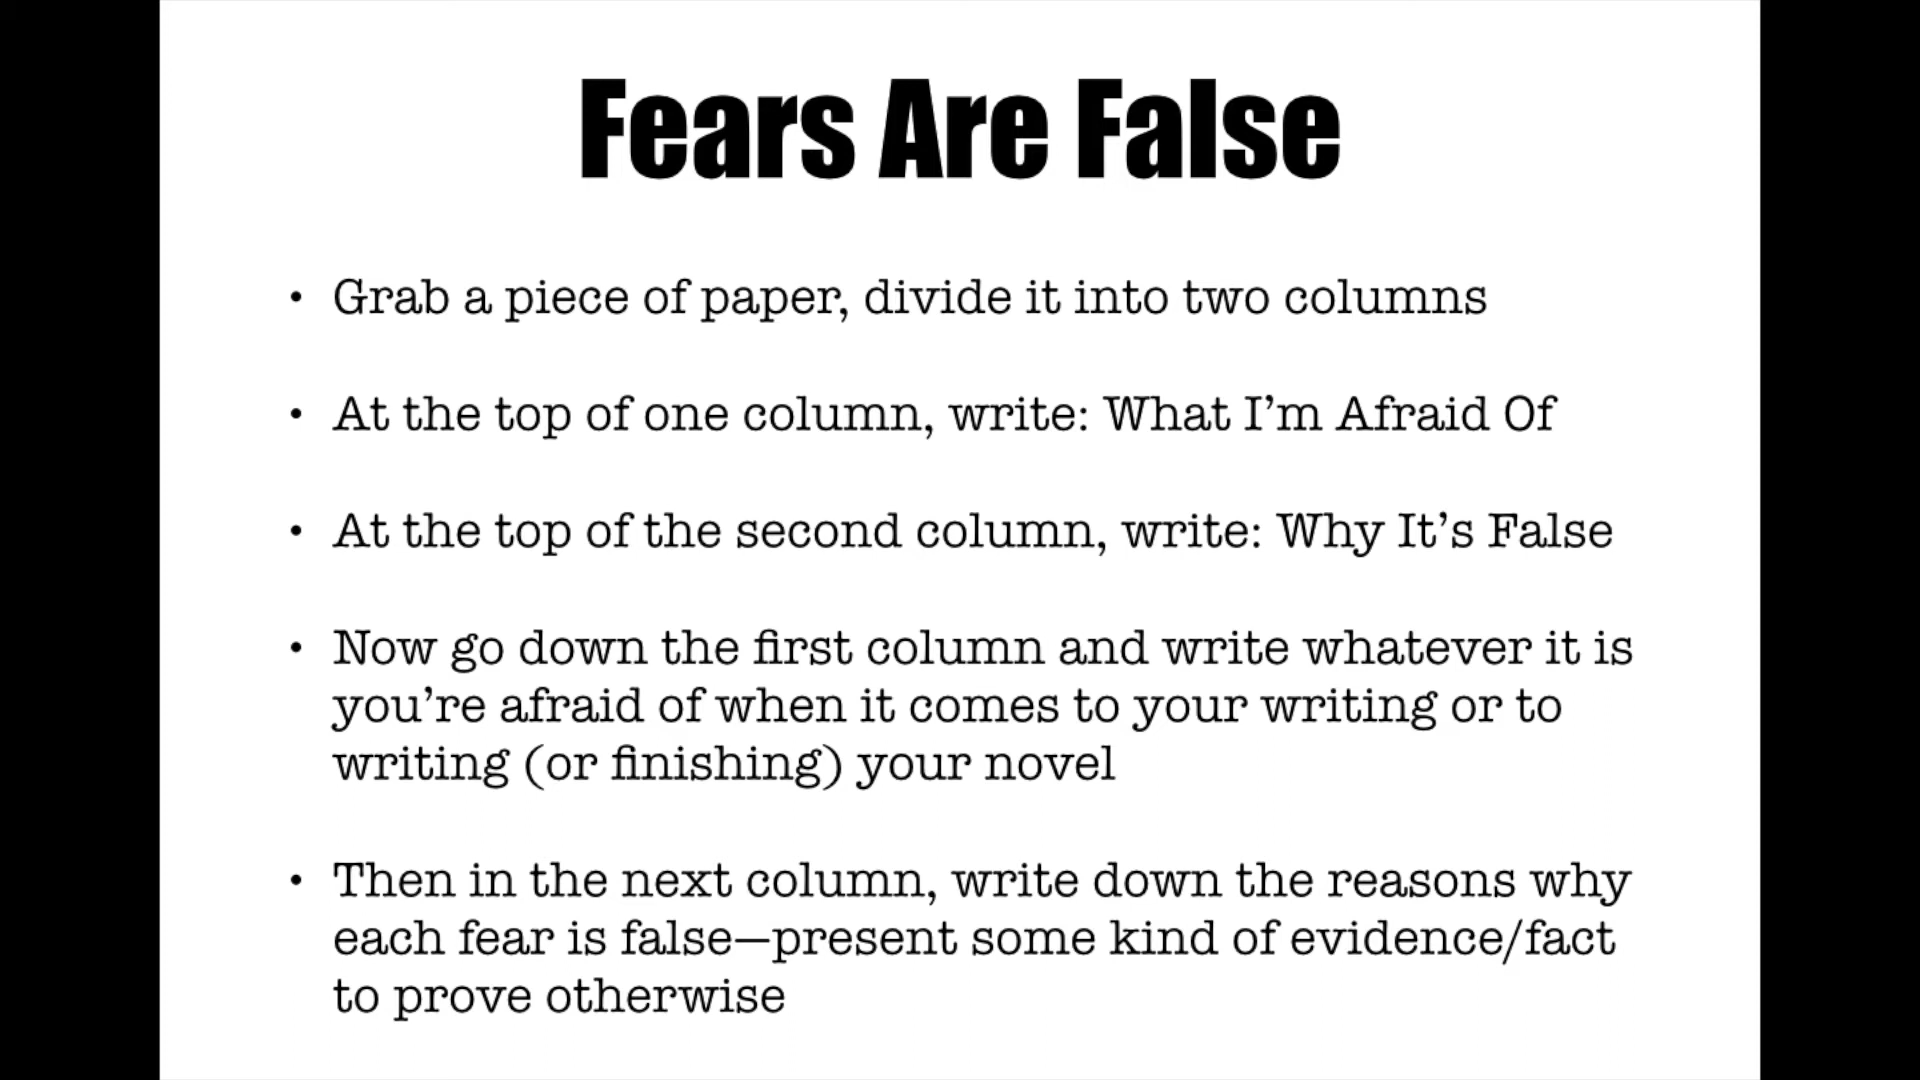 Fears Are False
• Grab a piece of paper, divide it into two columns
• At the top of one column, write: What I’m Afraid Of
• At the top of the second column, write: Why It’s False
• Now go down the first column and write whatever it is
you’re afraid of when it comes to your writing or to
writing (or finishing) your novel
• Then in the next column, write down the reasons why
each fear is false—present some kind of evidence/fact
to prove otherwise